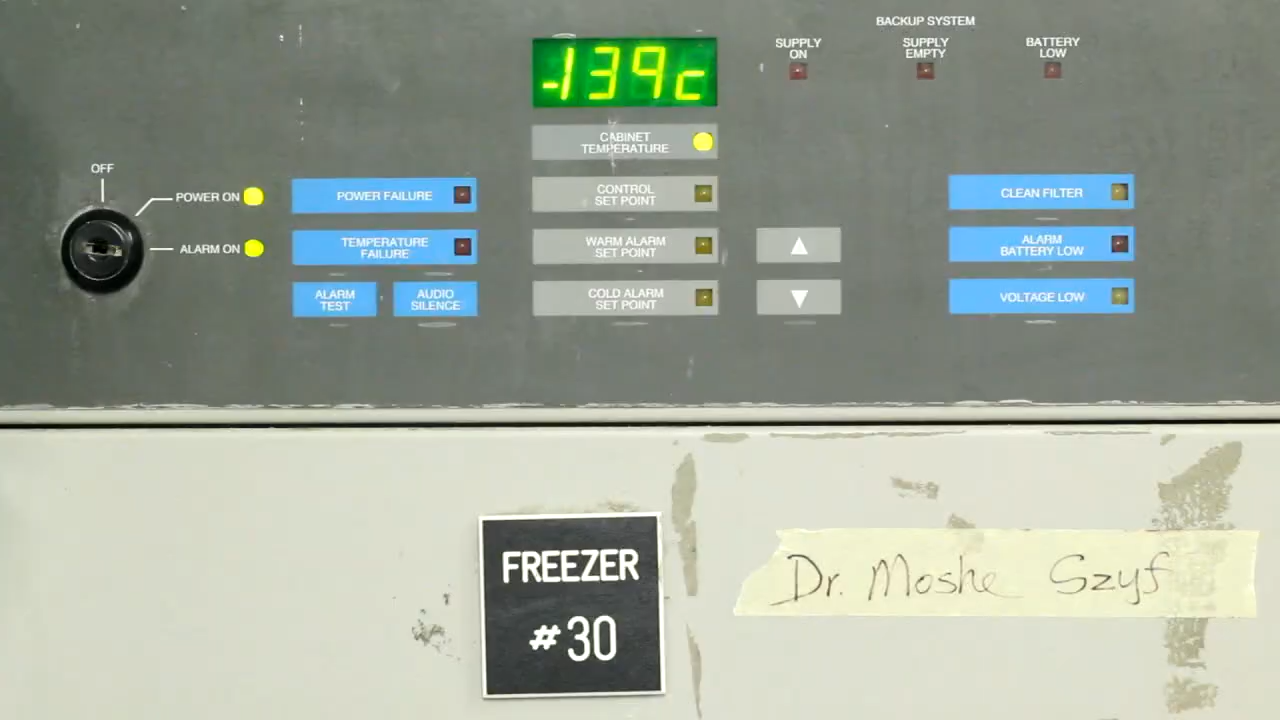 BACKUP SYSTEM
SUPPLY
ON
SUPPLY
EMPTY
BATTERY
LOW
-139c
CABINET
TEMPERATURE
OFF
POWER ON
ALARM ON
POWER FAILURE
TEMPERATURE
FAILURE
ALARM
TEST
AUDIO
SILENCE
CONTROL
SET POINT
WARM ALARM
SET POINT
COLD ALARM
SET POINT
CLEAN FILTER
ALARM
BATTERY LOW
VOLTAGE LOW
FREEZER
#30
Dr. Moshe Szyf